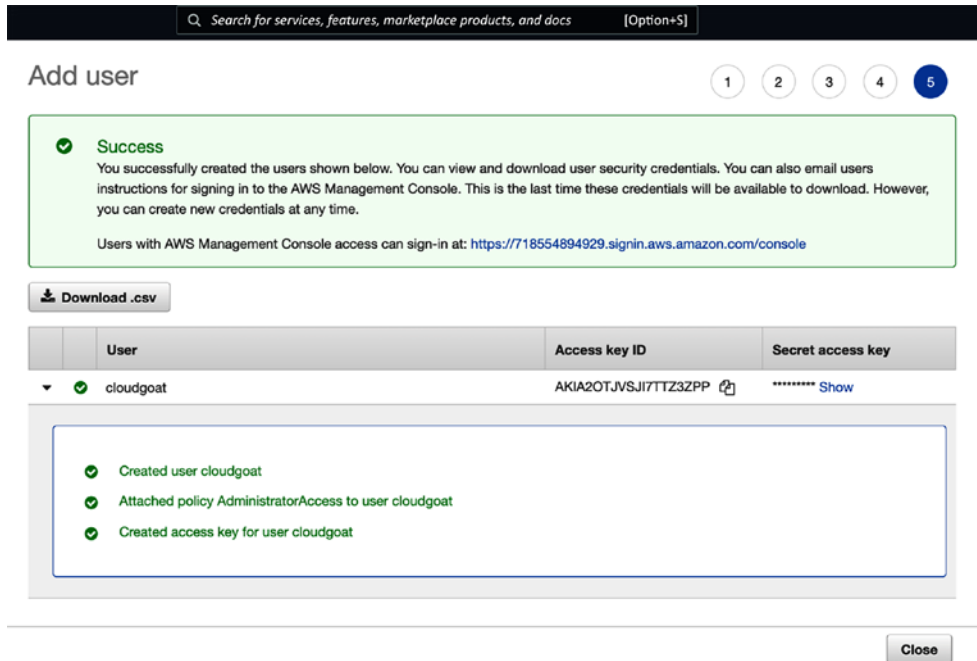 Search for services, features, marketplace products, and docs [Option+S]
Add user
1 2 3 4 5
Success
You successfully created the users shown below. You can view and download user security credentials. You can also email users
instructions for signing in to the AWS Management Console. This is the last time these credentials will be available to download. However,
you can create new credentials at any time.
Users with AWS Management Console access can sign-in at: https://718554894929.signin.aws.amazon.com/console
Download .csv
User Access key ID Secret access key
cloudgoat AKIA2OTJVSJI7TTZ3ZPP ********* Show
Created user cloudgoat
Attached policy AdministratorAccess to user cloudgoat
Created access key for user cloudgoat
Close